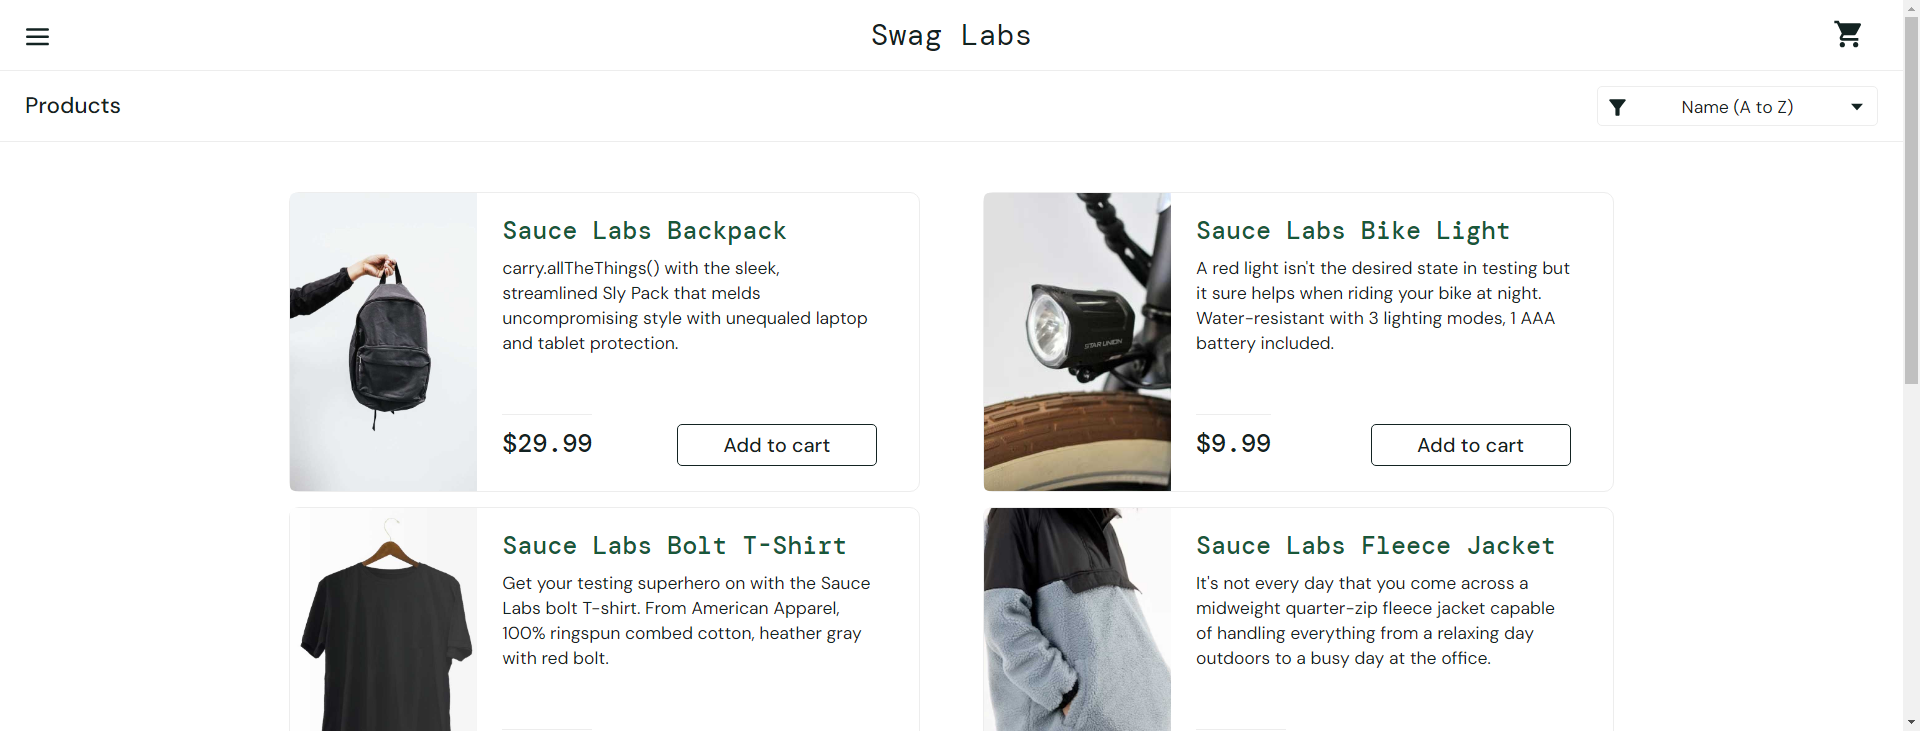 Swag Labs
Products
Name (A to Z)
Sauce Labs Backpack
carry.allTheThings() with the sleek,
streamlined Sly Pack that melds
uncompromising style with unequaled laptop
and tablet protection.
$29.99
Add to cart
Sauce Labs Bike Light
A red light isn't the desired state in testing but
it sure helps when riding your bike at night.
Water-resistant with 3 lighting modes, 1 AAA
battery included.
STAR UNION
$9.99
Add to cart
Sauce Labs Bolt T-Shirt
Get your testing superhero on with the Sauce
Labs bolt T-shirt. From American Apparel,
100% ringspun combed cotton, heather gray
with red bolt.
Sauce Labs Fleece Jacket
It's not every day that you come across a
midweight quarter-zip fleece jacket capable
of handling everything from a relaxing day
outdoors to a busy day at the office.